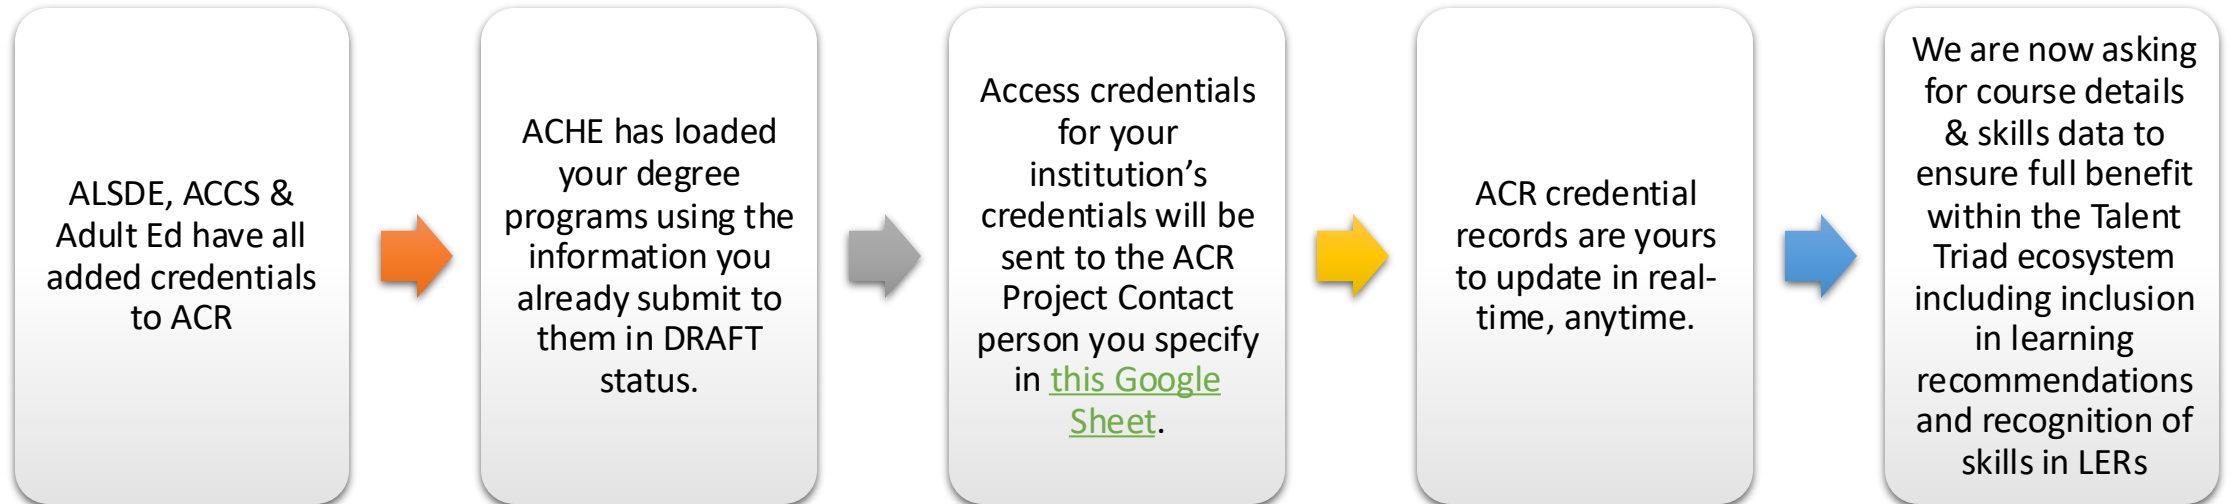 ALSDE, ACCS &
Adult Ed have all
added credentials
to ACR
ACHE has loaded
your degree
programs using the
information you
already submit to
them in DRAFT
status.
Access credentials
for your
institution’s
credentials will be
sent to the ACR
Project Contact
person you specify
in this Google
Sheet.
ACR credential
records are yours
to update in real-
time, anytime.
We are now asking
for course details
& skills data to
ensure full benefit
within the Talent
Triad ecosystem
including inclusion
in learning
recommendations
and recognition of
skills in LERs